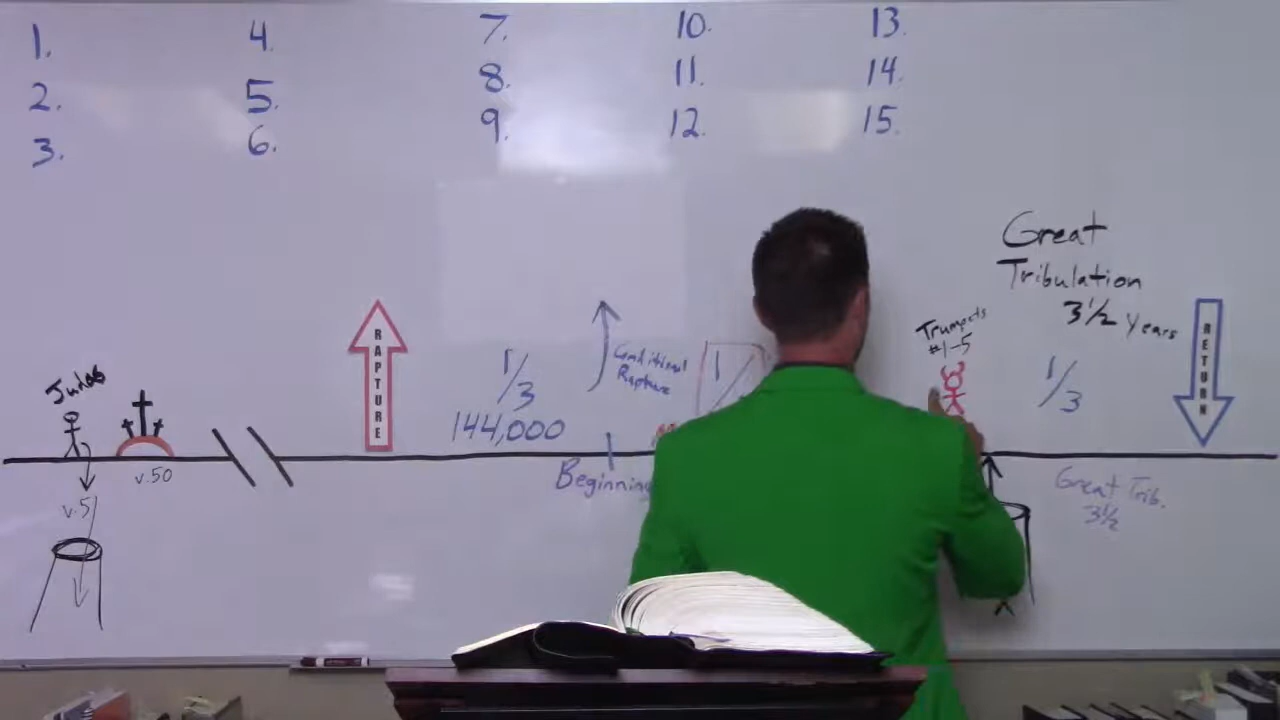 1.
2.
3.
4.
5.
6.
7.
8.
9.
10.
11.
12.
13.
14.
15.
Judas
v.50
v.5
RAPTURE
1/3
144,000
Conditional
Rapture
Beginning
1
Trumpets
#1-5
Great
Tribulation
3½ Years
1/3
RETURN
Great Trib.
3½